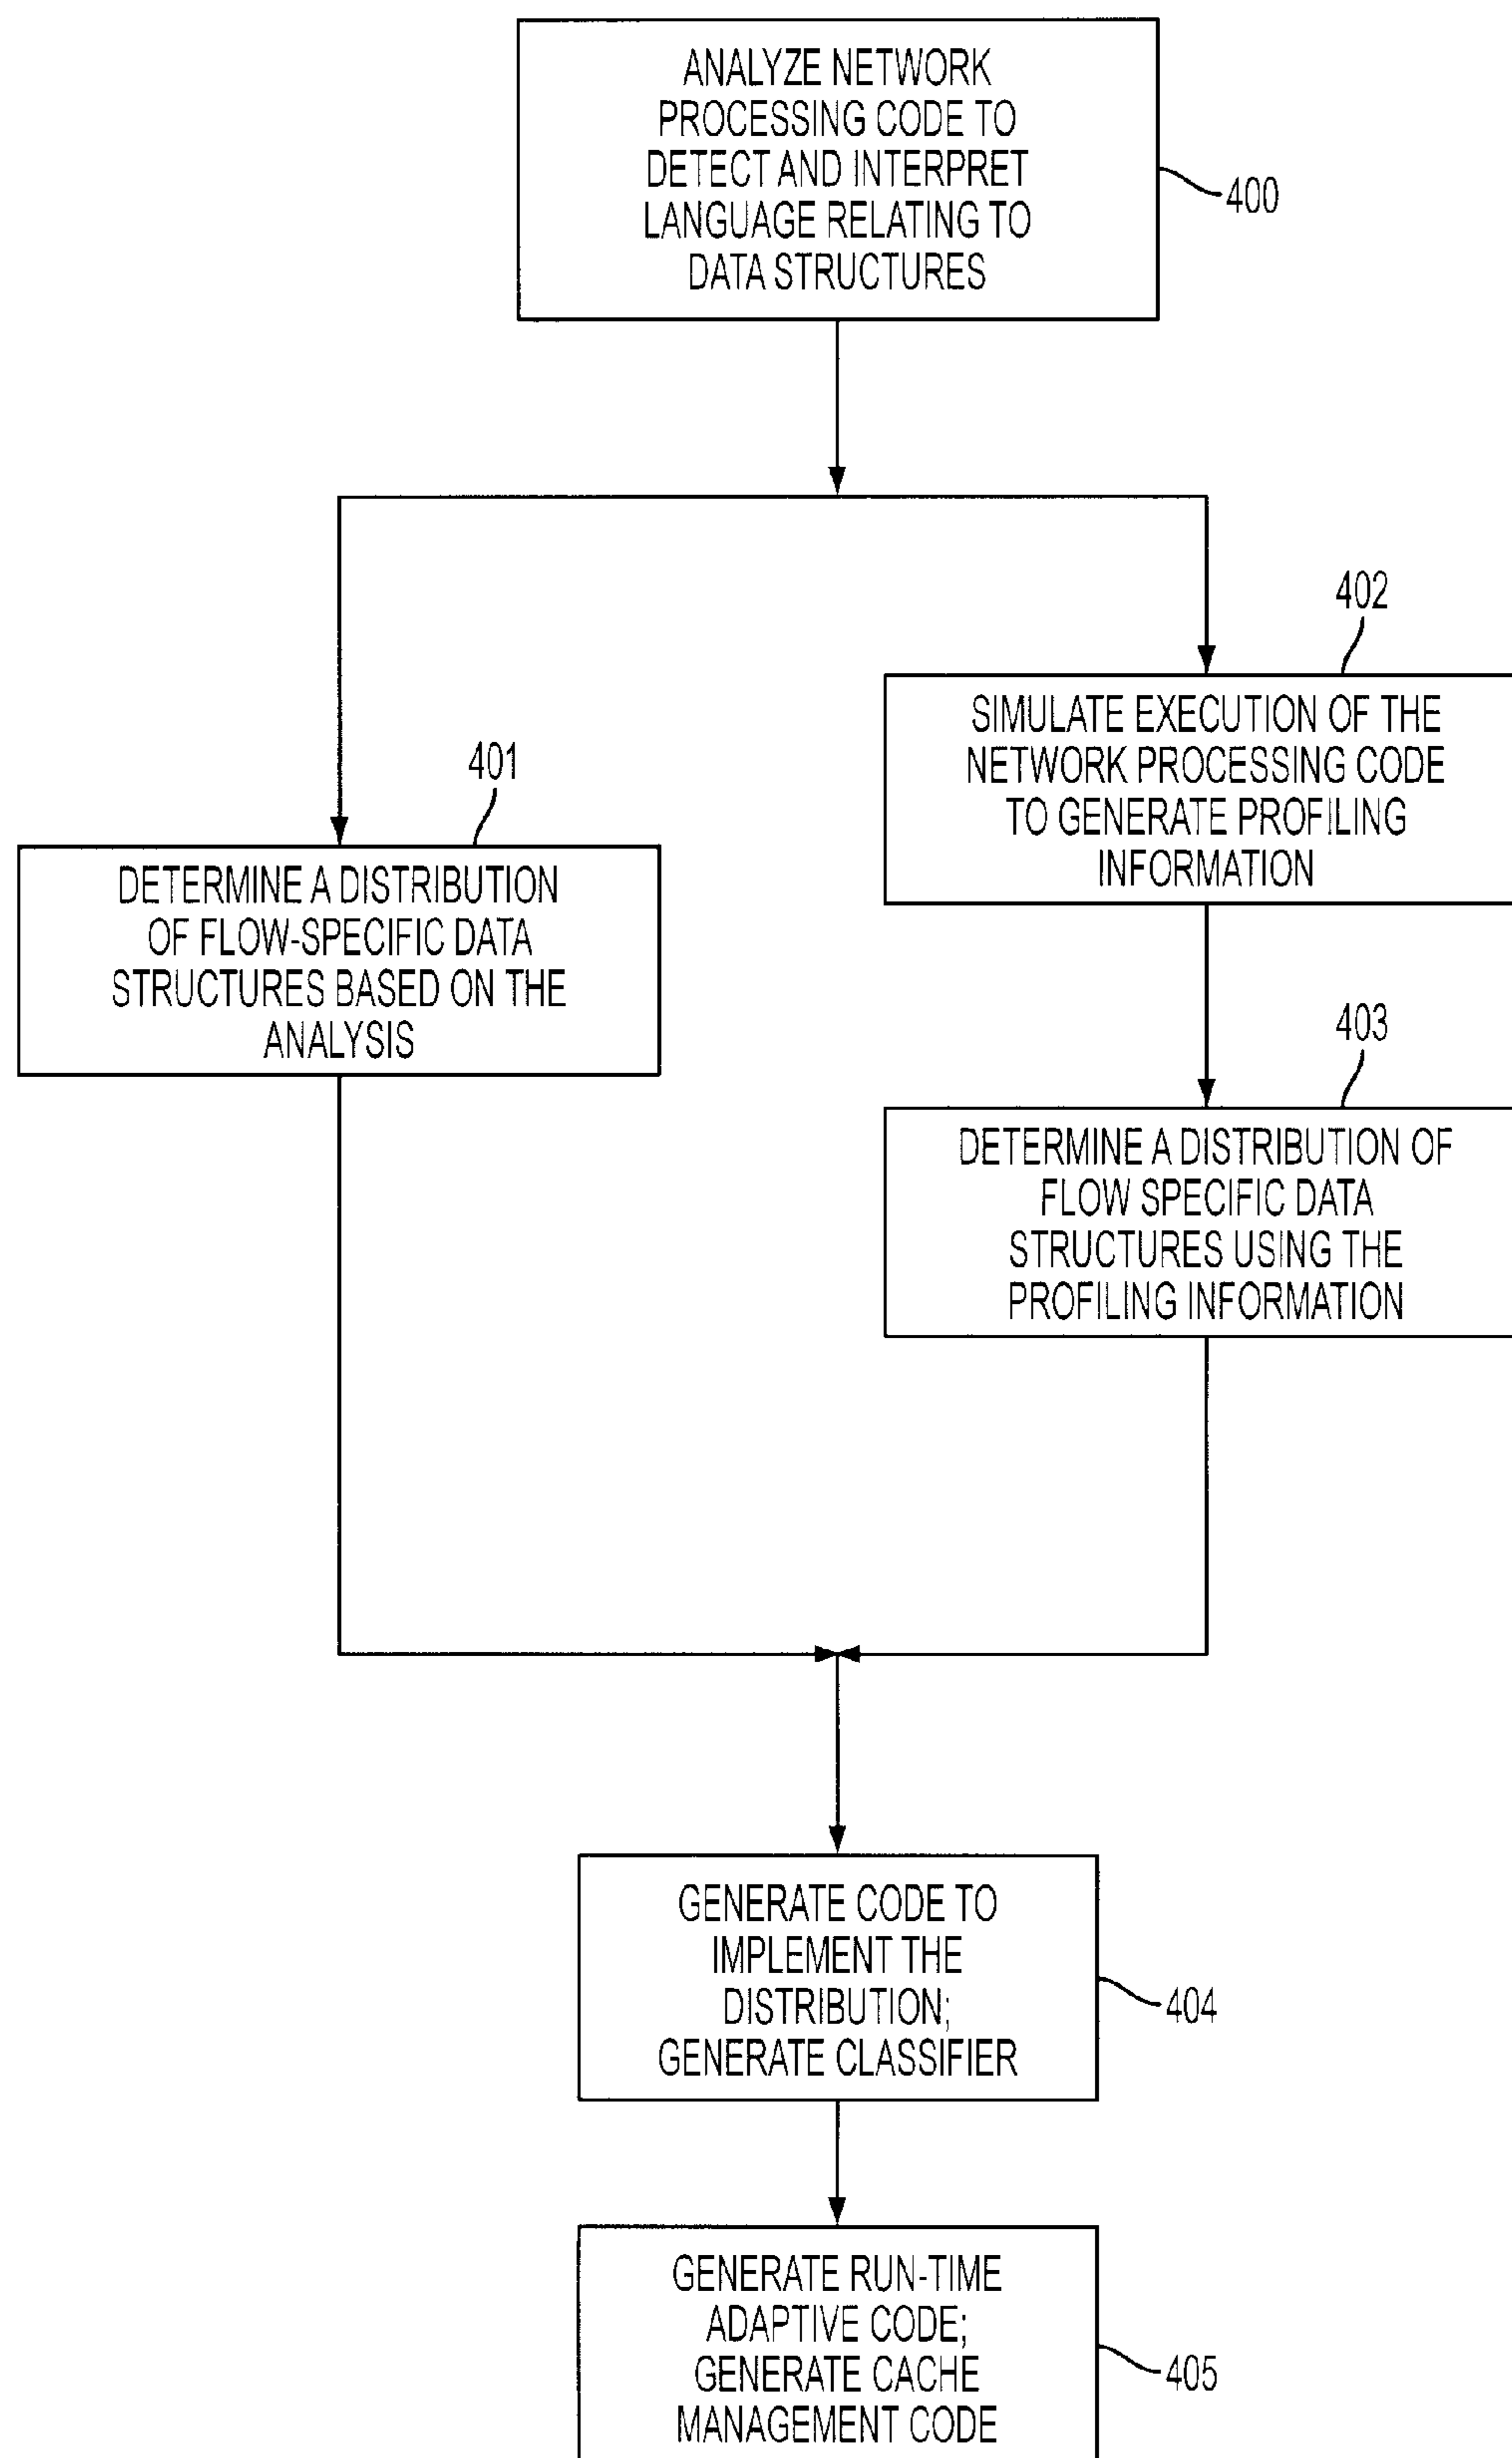 ANALYZE NETWORK
PROCESSING CODE TO
DETECT AND INTERPRET
LANGUAGE RELATING TO
DATA STRUCTURES
400
402
SIMULATE EXECUTION OF THE
NETWORK PROCESSING CODE
TO GENERATE PROFILING
INFORMATION
401
DETERMINE A DISTRIBUTION
OF FLOW-SPECIFIC DATA
STRUCTURES BASED ON THE
ANALYSIS
403
DETERMINE A DISTRIBUTION OF
FLOW SPECIFIC DATA
STRUCTURES USING THE
PROFILING INFORMATION
GENERATE CODE TO
IMPLEMENT THE
DISTRIBUTION;
GENERATE CLASSIFIER
404
GENERATE RUN-TIME
ADAPTIVE CODE;
GENERATE CACHE
MANAGEMENT CODE
405